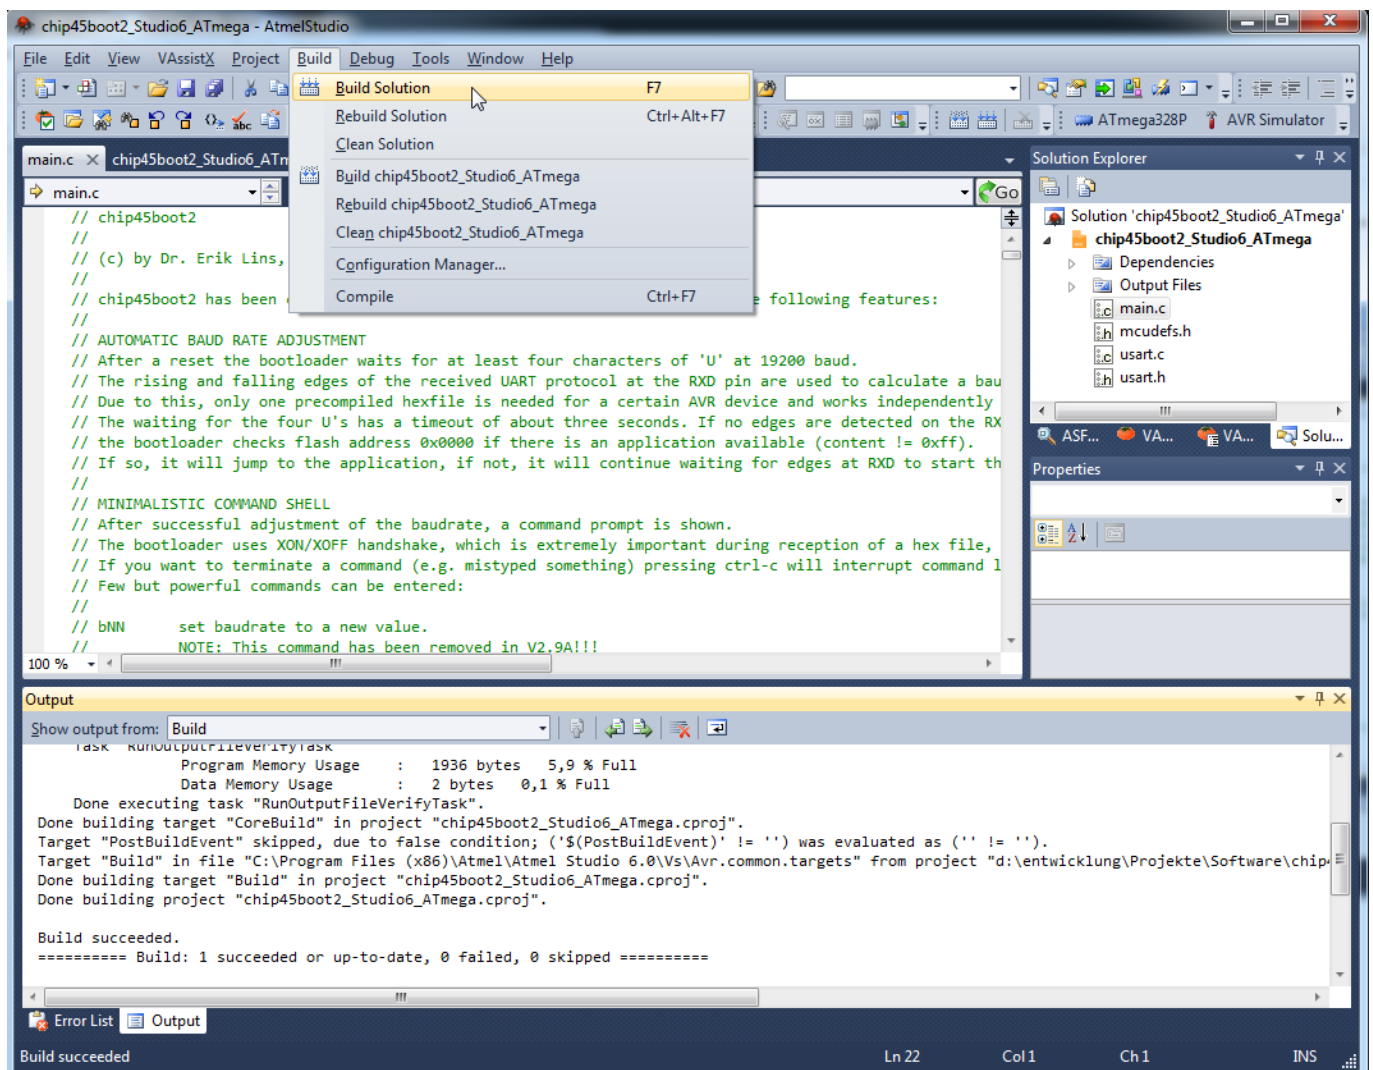 chip45boot2_Studio6_ATmega - AtmelStudio
File Edit View VAssistX Project Build Debug Tools Window Help
Build Solution F7
Rebuild Solution Ctrl+Alt+F7
Clean Solution
Build chip45boot2_Studio6_ATmega
Rebuild chip45boot2_Studio6_ATmega
Clean chip45boot2_Studio6_ATmega
Configuration Manager...
Compile Ctrl+F7
ATmega328P AVR Simulator
main.c chip45boot2_Studio6_ATm
main.c
Go
// chip45boot2
//
// (c) by Dr. Erik Lins,
//
// chip45boot2 has been following features:
//
// AUTOMATIC BAUD RATE ADJUSTMENT
// After a reset the bootloader waits for at least four characters of 'U' at 19200 baud.
// The rising and falling edges of the received UART protocol at the RXD pin are used to calculate a bau
// Due to this, only one precompiled hexfile is needed for a certain AVR device and works independently
// The waiting for the four U's has a timeout of about three seconds. If no edges are detected on the RX
// the bootloader checks flash address 0x0000 if there is an application available (content != 0xff).
// If so, it will jump to the application, if not, it will continue waiting for edges at RXD to start th
//
// MINIMALISTIC COMMAND SHELL
// After successful adjustment of the baudrate, a command prompt is shown.
// The bootloader uses XON/XOFF handshake, which is extremely important during reception of a hex file,
// If you want to terminate a command (e.g. mistyped something) pressing ctrl-c will interrupt command l
// Few but powerful commands can be entered:
//
// bNN set baudrate to a new value.
// NOTE: This command has been removed in V2.9A!!!
100 %
Solution Explorer
Solution 'chip45boot2_Studio6_ATmega'
chip45boot2_Studio6_ATmega
Dependencies
Output Files
main.c
mcudefs.h
usart.c
usart.h
ASF... VA... VA... Solu...
Properties
Output
Show output from: Build
Task "RunOutputFileVerifyTask"
Program Memory Usage : 1936 bytes 5,9 % Full
Data Memory Usage : 2 bytes 0,1 % Full
Done executing task "RunOutputFileVerifyTask".
Done building target "CoreBuild" in project "chip45boot2_Studio6_ATmega.cproj".
Target "PostBuildEvent" skipped, due to false condition; ('$(PostBuildEvent)' != '') was evaluated as ('' != '').
Target "Build" in file "C:\Program Files (x86)\Atmel\Atmel Studio 6.0\Vs\Avr.common.targets" from project "d:\entwicklung\Projekte\Software\chip4
Done building target "Build" in project "chip45boot2_Studio6_ATmega.cproj".
Done building project "chip45boot2_Studio6_ATmega.cproj".
Build succeeded.
========== Build: 1 succeeded or up-to-date, 0 failed, 0 skipped ==========
Error List Output
Build succeeded Ln 22 Col 1 Ch 1 INS